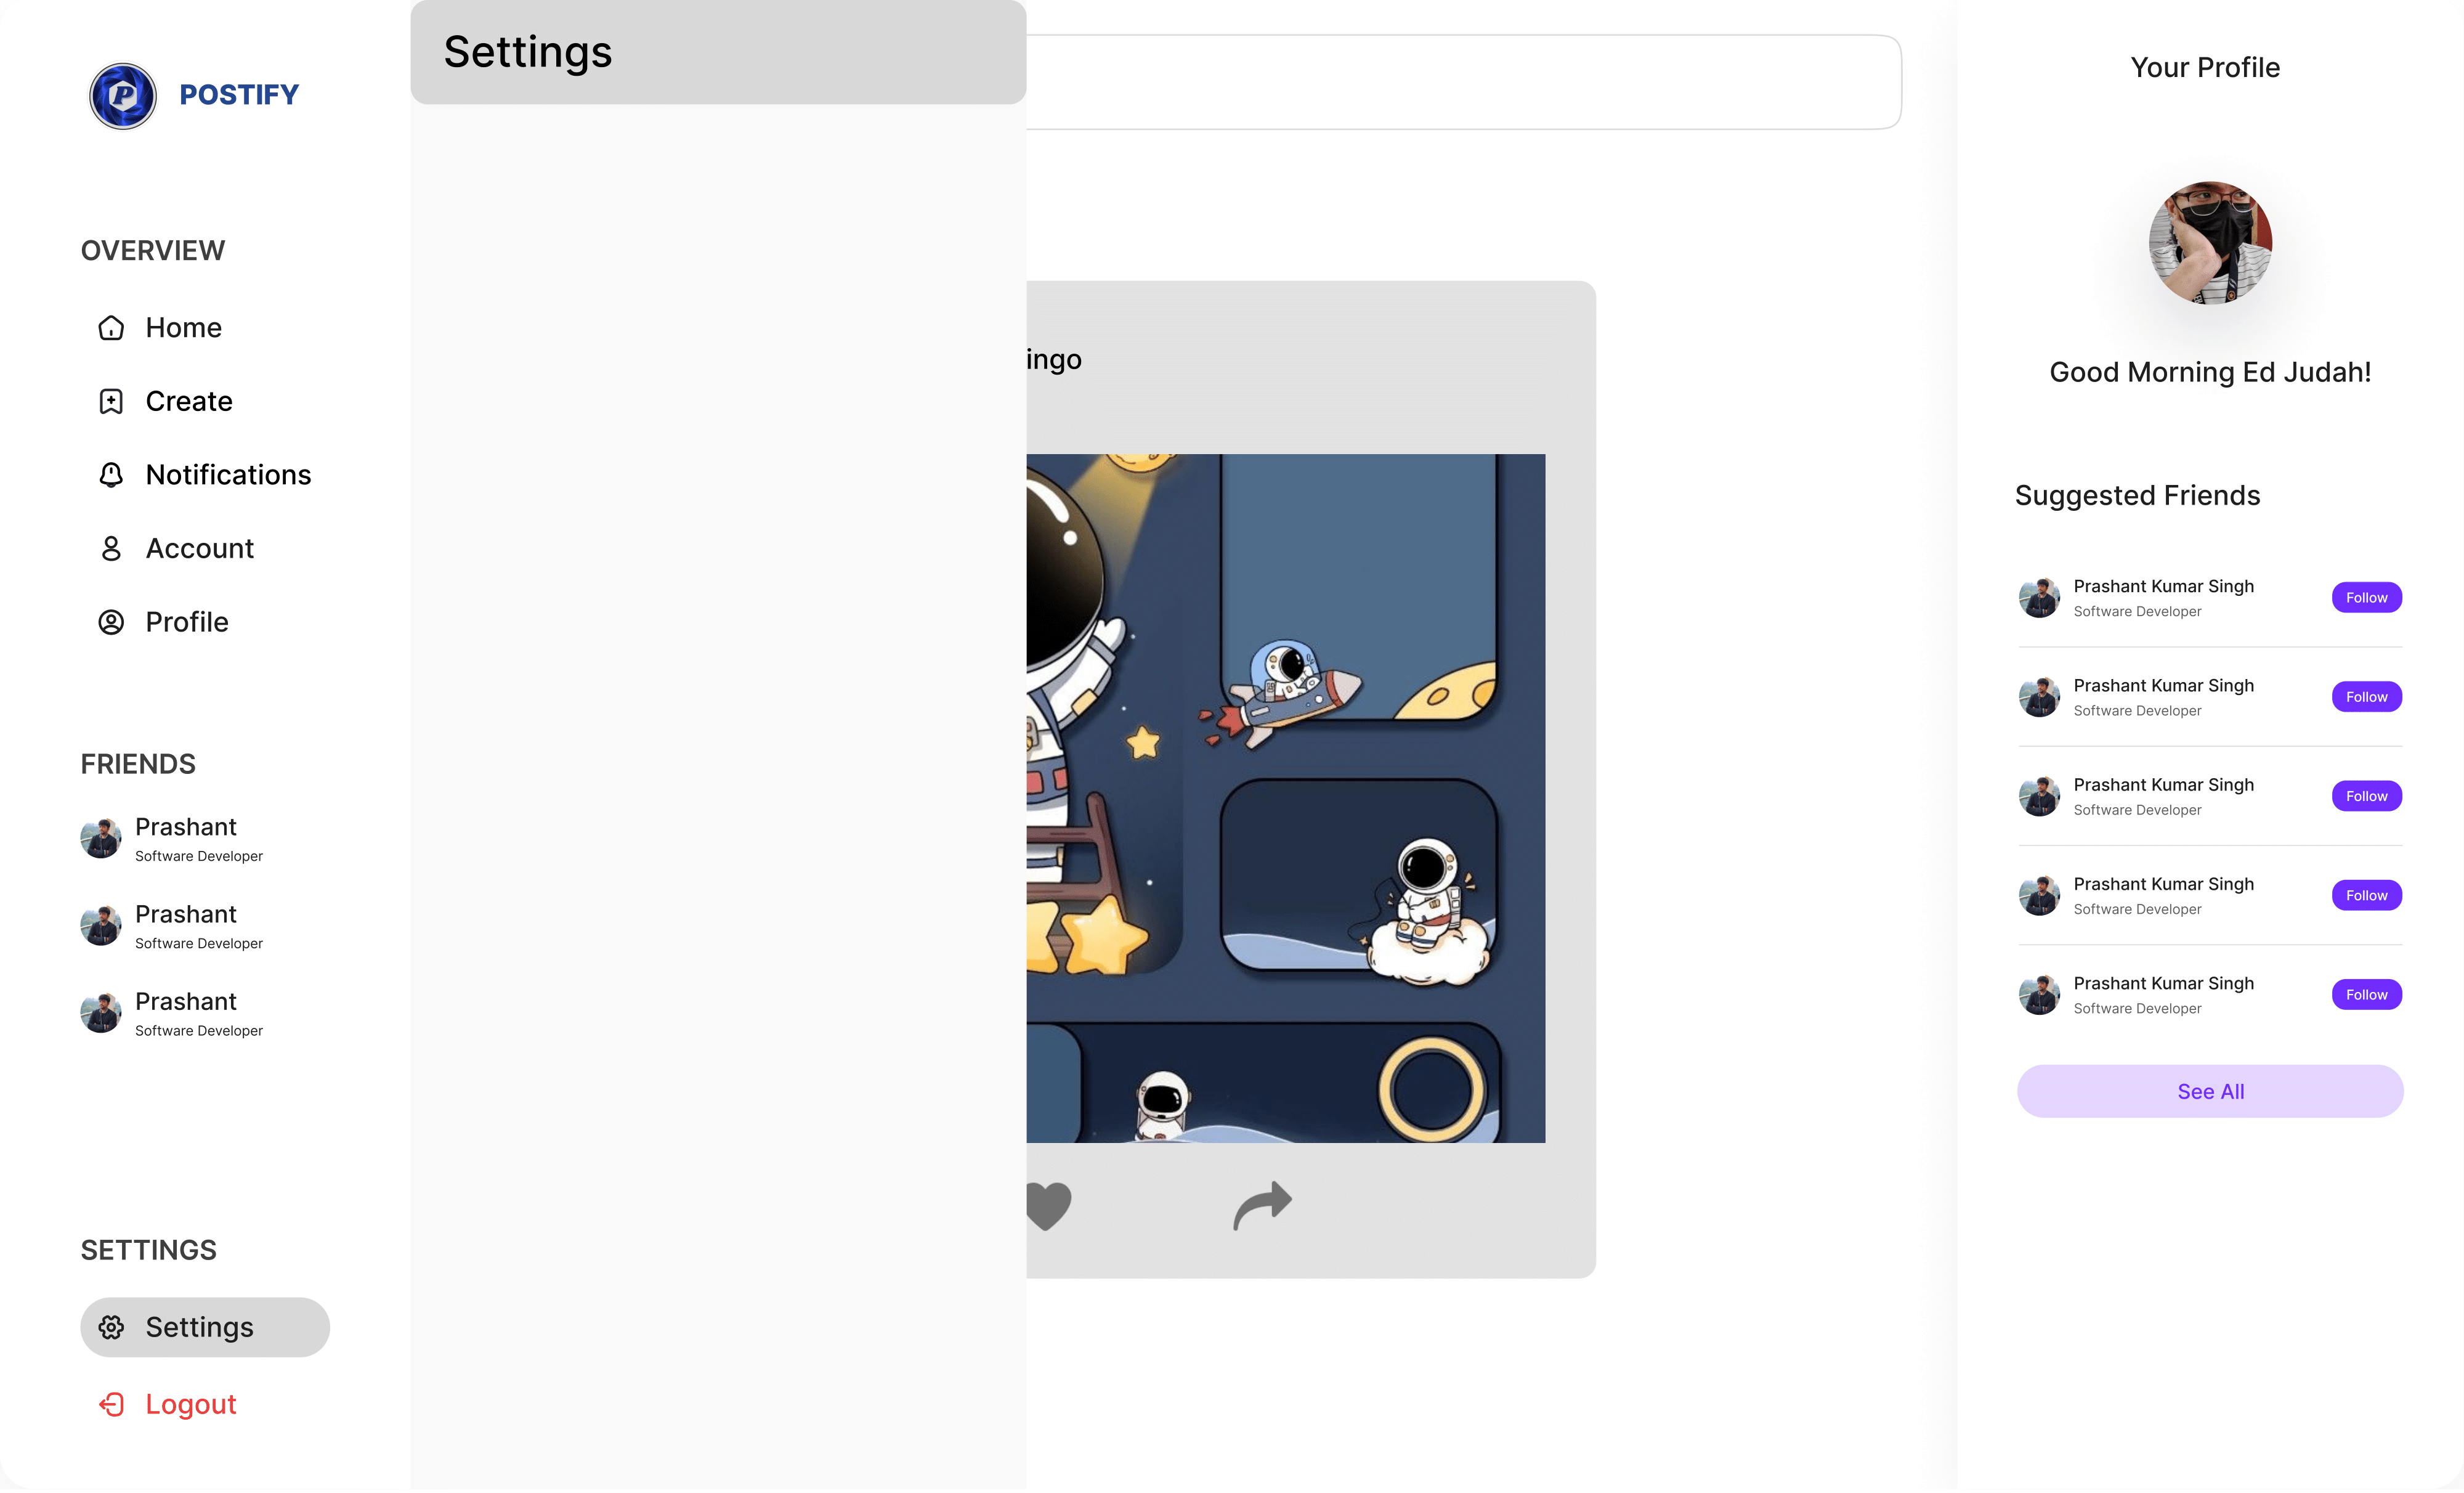 POSTIFY
OVERVIEW
Home
Create
Notifications
Account
Profile
FRIENDS
Prashant
Software Developer
Prashant
Software Developer
Prashant
Software Developer
SETTINGS
Settings
Logout
Settings
ingo
Your Profile
Good Morning Ed Judah!
Suggested Friends
Prashant Kumar Singh
Software Developer
Follow
Prashant Kumar Singh
Software Developer
Follow
Prashant Kumar Singh
Software Developer
Follow
Prashant Kumar Singh
Software Developer
Follow
Prashant Kumar Singh
Software Developer
Follow
See All